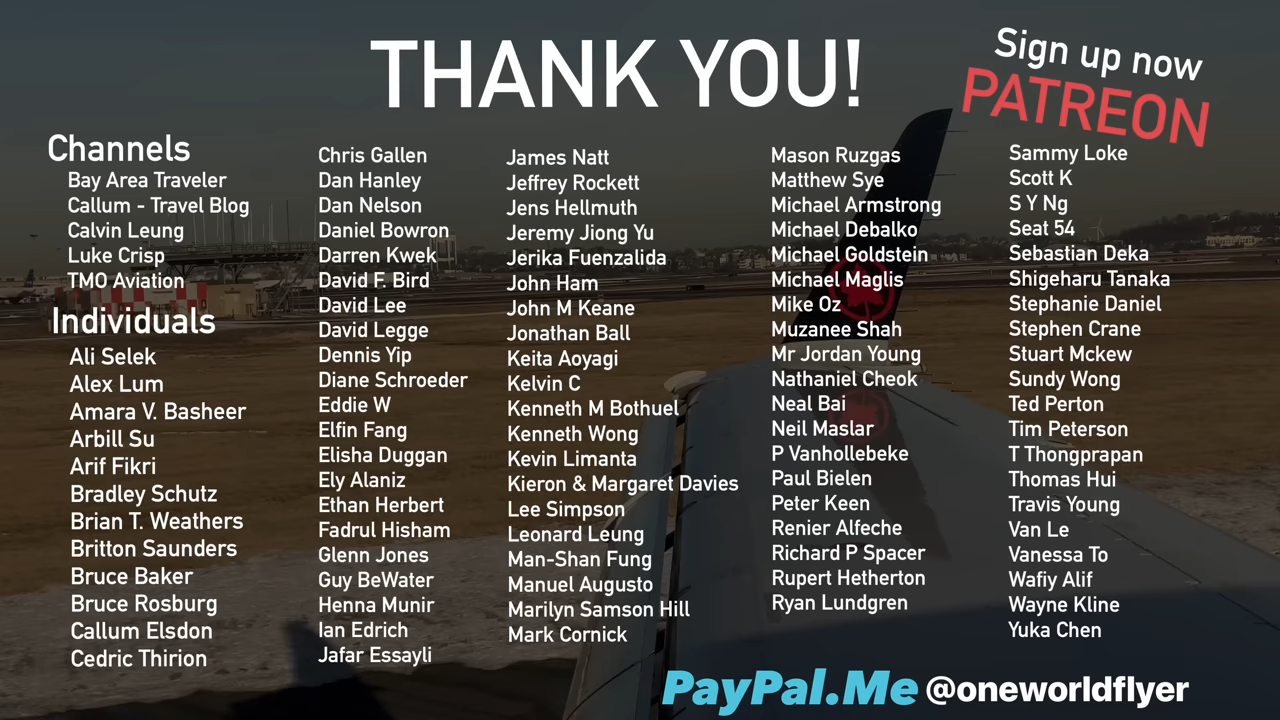 THANK YOU!
Sign up now
PATREON
Channels
Bay Area Traveler
Callum - Travel Blog
Calvin Leung
Luke Crisp
TMO Aviation
Individuals
Ali Selek
Alex Lum
Amara V. Basheer
Arbill Su
Arif Fikri
Bradley Schutz
Brian T. Weathers
Britton Saunders
Bruce Baker
Bruce Rosburg
Callum Elsdon
Cedric Thirion
Chris Gallen
Dan Hanley
Dan Nelson
Daniel Bowron
Darren Kwek
David F. Bird
David Lee
David Legge
Dennis Yip
Diane Schroeder
Eddie W
Elfin Fang
Elisha Duggan
Ely Alaniz
Ethan Herbert
Fadrul Hisham
Glenn Jones
Guy BeWater
Henna Munir
Ian Edrich
Jafar Essayli
James Natt
Jeffrey Rockett
Jens Hellmuth
Jeremy Jiong Yu
Jerika Fuenzalida
John Ham
John M Keane
Jonathan Ball
Keita Aoyagi
Kelvin C
Kenneth M Bothuel
Kenneth Wong
Kevin Limanta
Kieron & Margaret Davies
Lee Simpson
Leonard Leung
Man-Shan Fung
Manuel Augusto
Marilyn Samson Hill
Mark Cornick
Mason Ruzgas
Matthew Sye
Michael Armstrong
Michael Debalko
Michael Goldstein
Michael Maglis
Mike Oz
Muzanee Shah
Mr Jordan Young
Nathaniel Cheok
Neal Bai
Neil Maslar
P Vanhollebeke
Paul Bielen
Peter Keen
Renier Alfeche
Richard P Spacer
Rupert Hetherton
Ryan Lundgren
Sammy Loke
Scott K
S Y Ng
Seat 54
Sebastian Deka
Shigeharu Tanaka
Stephanie Daniel
Stephen Crane
Stuart Mckew
Sundy Wong
Ted Perton
Tim Peterson
T Thongprapan
Thomas Hui
Travis Young
Van Le
Vanessa To
Wafiy Alif
Wayne Kline
Yuka Chen
PayPal.Me @oneworldflyer